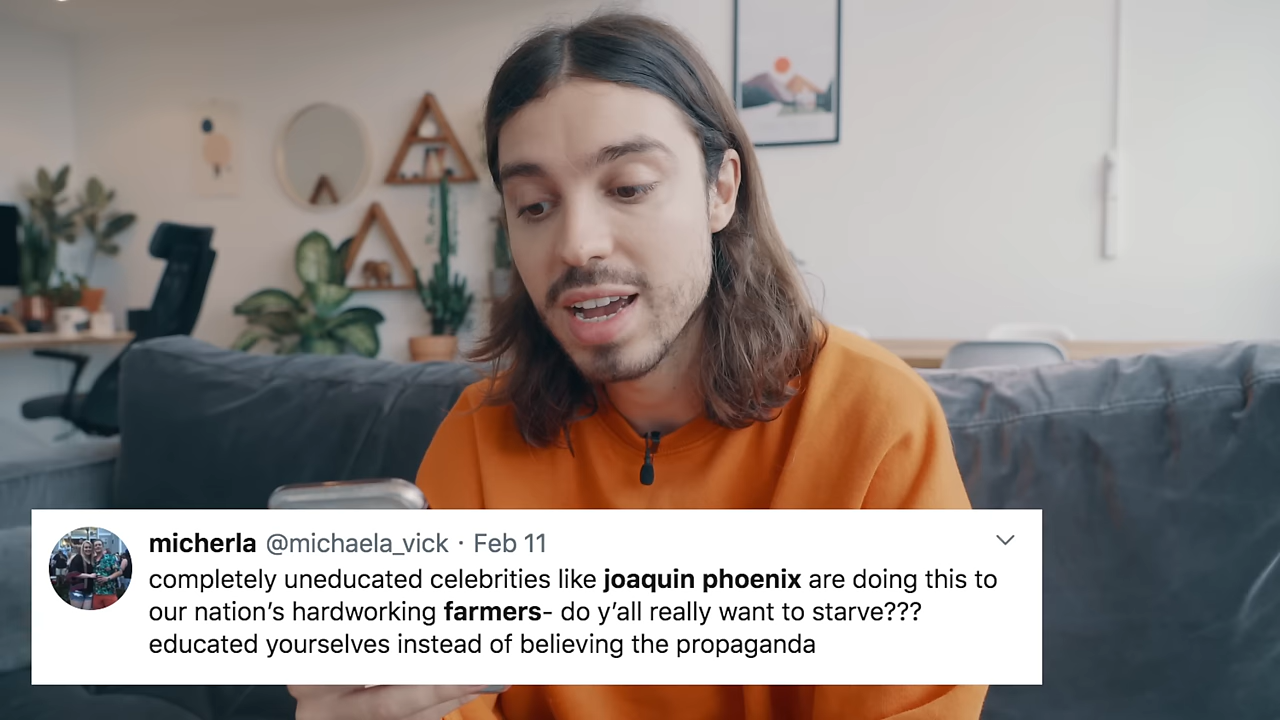 micherla @michaela_vick · Feb 11
completely uneducated celebrities like joaquin phoenix are doing this to
our nation’s hardworking farmers- do y’all really want to starve???
educated yourselves instead of believing the propaganda